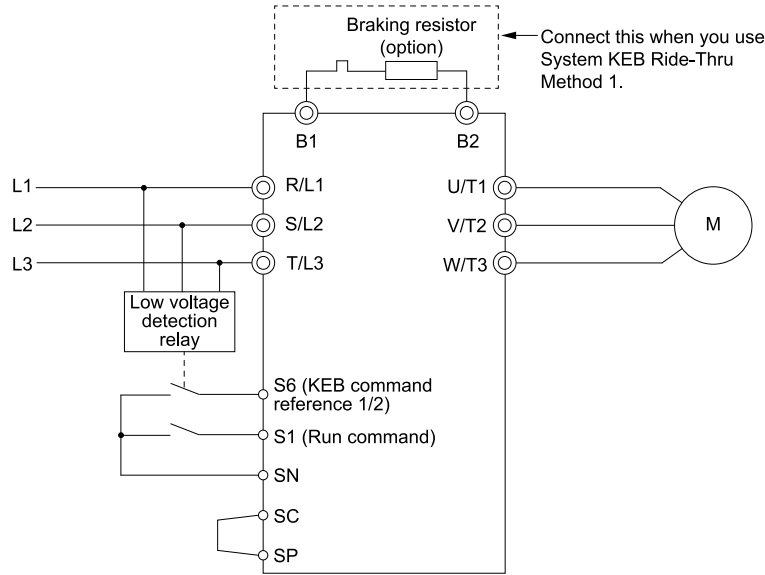 Braking resistor
(option)
Connect this when you use
System KEB Ride-Thru
Method 1.
B1
B2
L1
R/L1
U/T1
L2
S/L2
V/T2
M
L3
T/L3
W/T3
Low voltage
detection
relay
S6 (KEB command
reference 1/2)
S1 (Run command)
SN
SC
SP